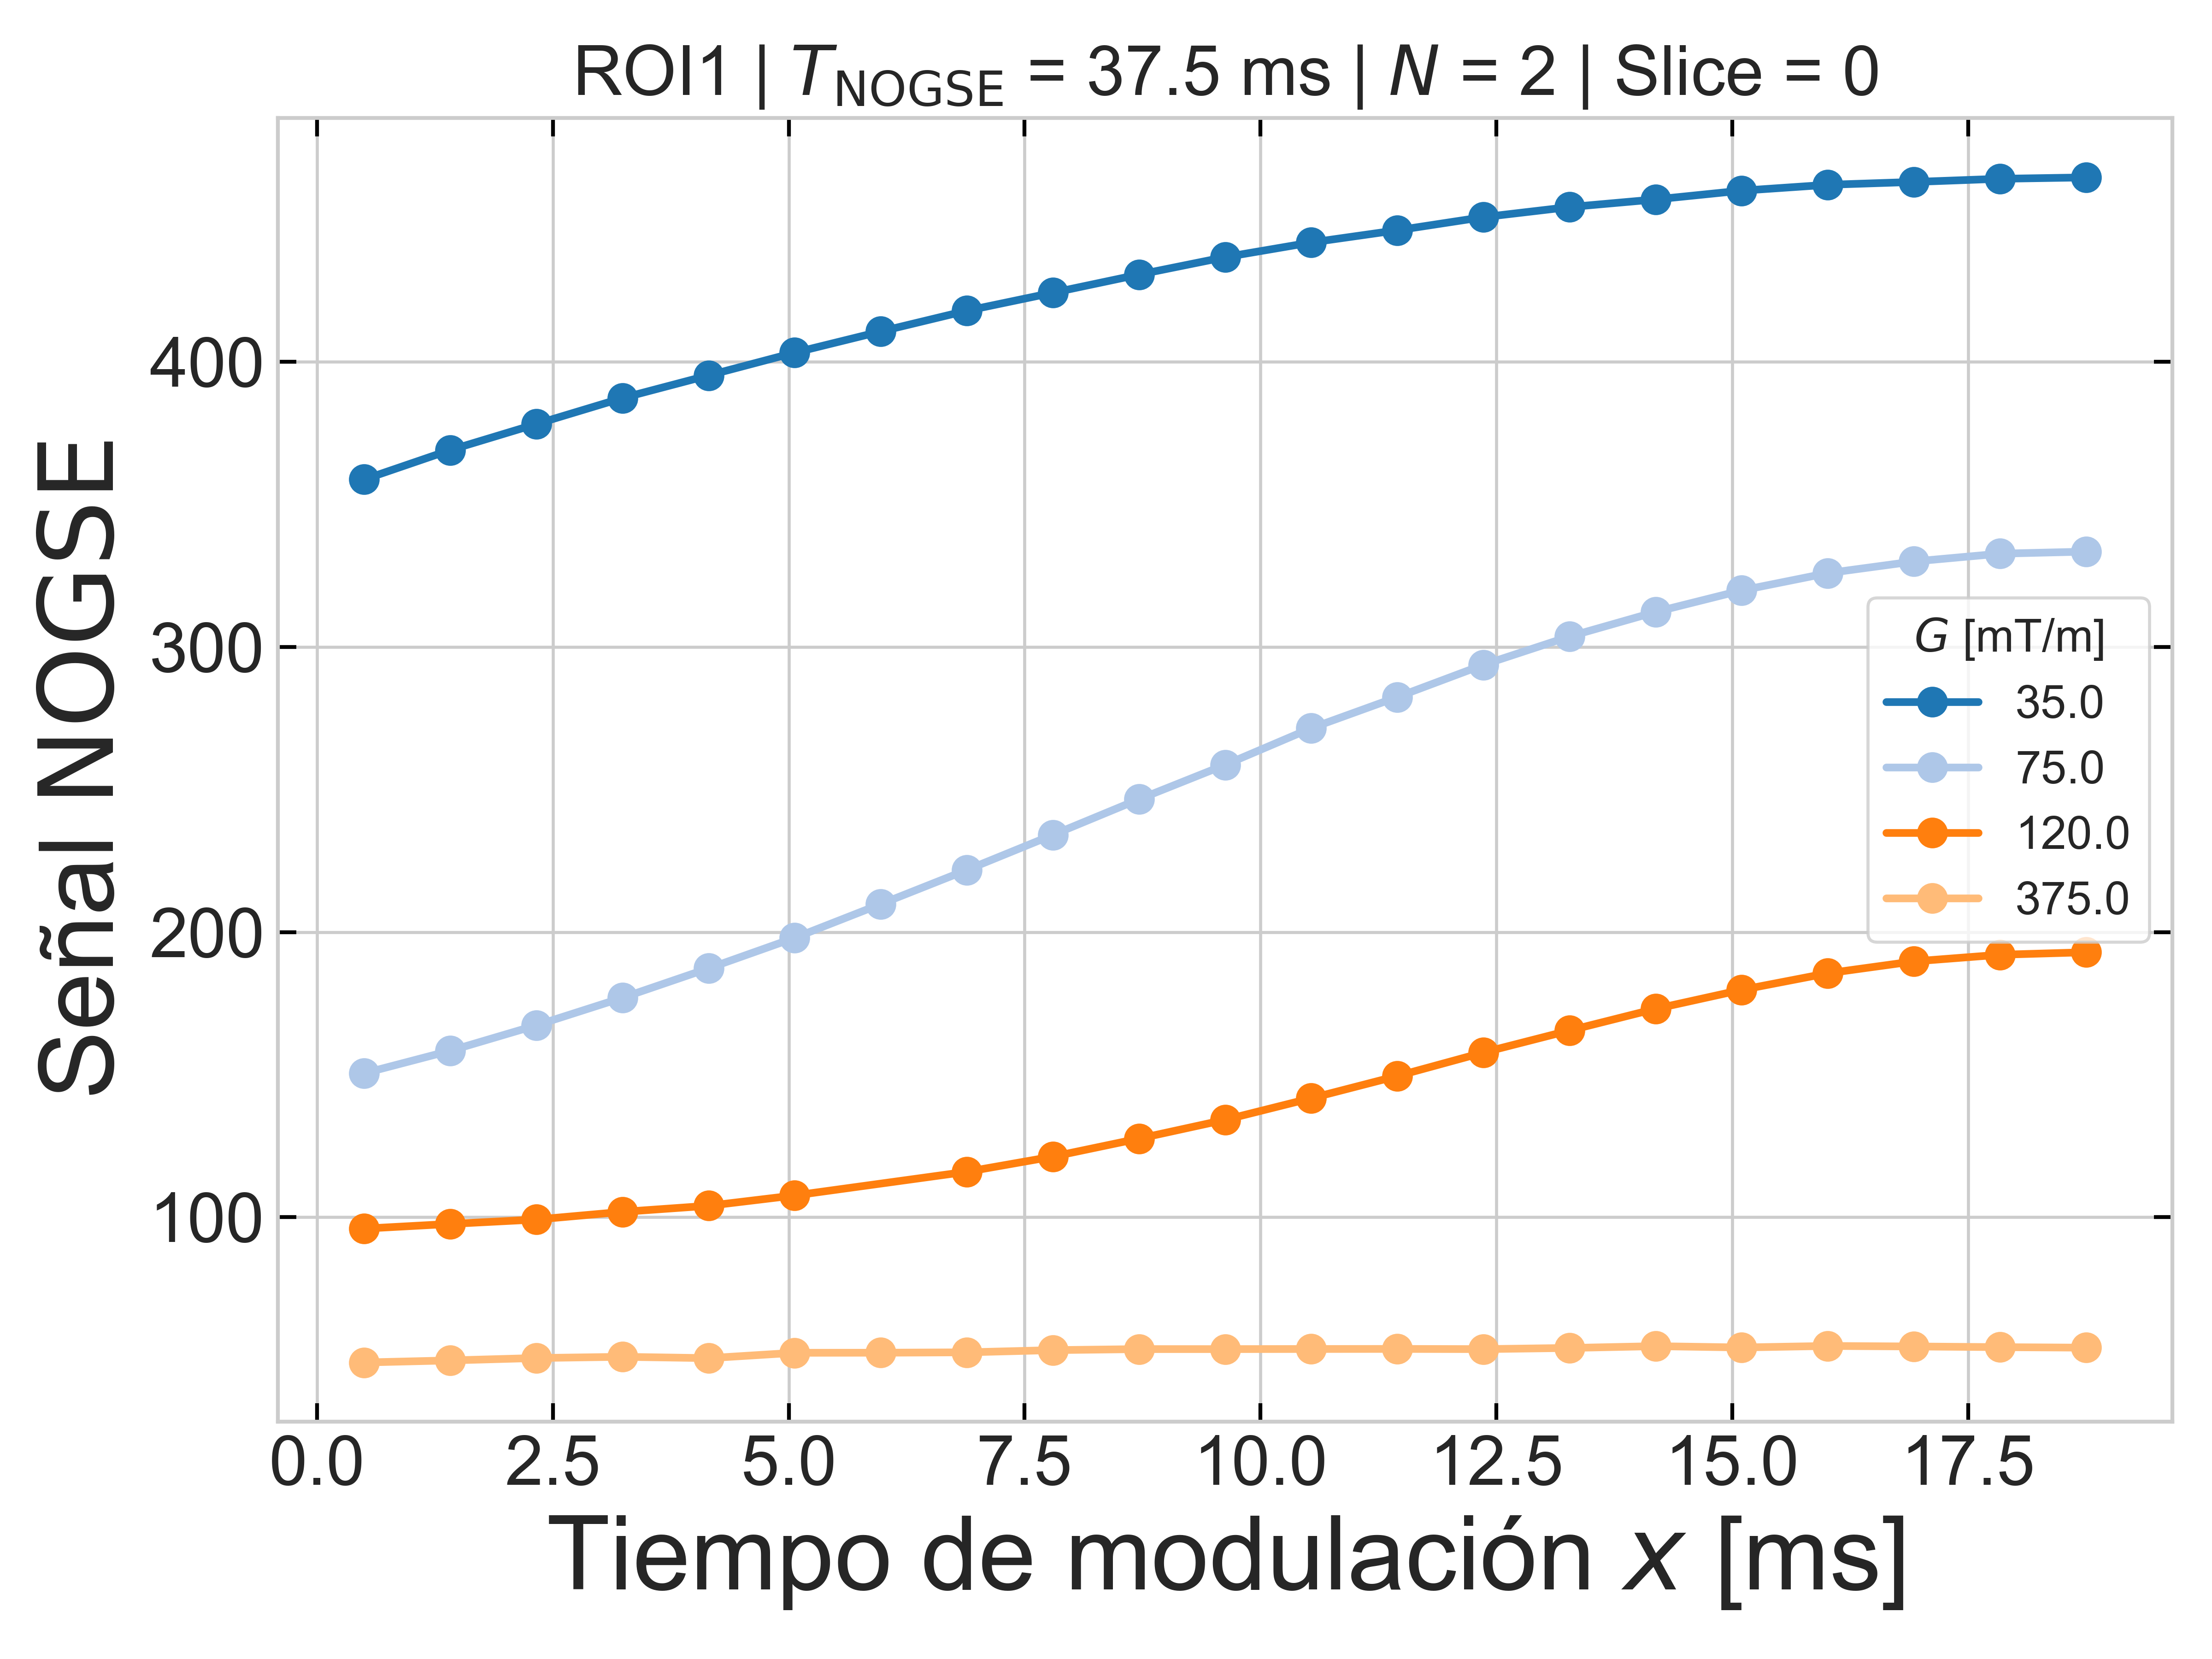 ROI1 | T_NOGSE = 37.5 ms | N = 2 | Slice = 0
Señal NOGSE
400
300
200
100
G [mT/m]
35.0
75.0
120.0
375.0
0.0 2.5 5.0 7.5 10.0 12.5 15.0 17.5
Tiempo de modulación x [ms]